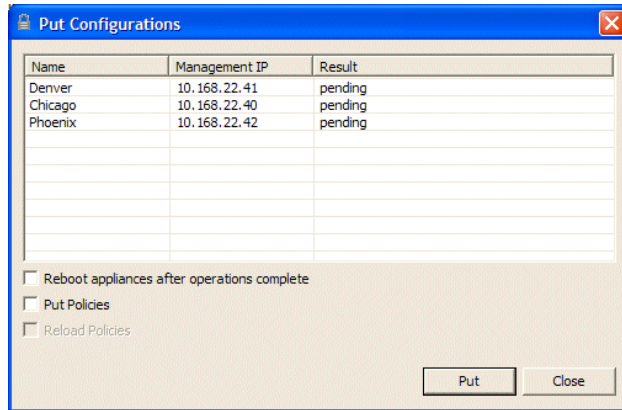 Put Configurations
Name Management IP Result
Denver 10.168.22.41 pending
Chicago 10.168.22.40 pending
Phoenix 10.168.22.42 pending
Reboot appliances after operations complete
Put Policies
Reload Policies
Put Close